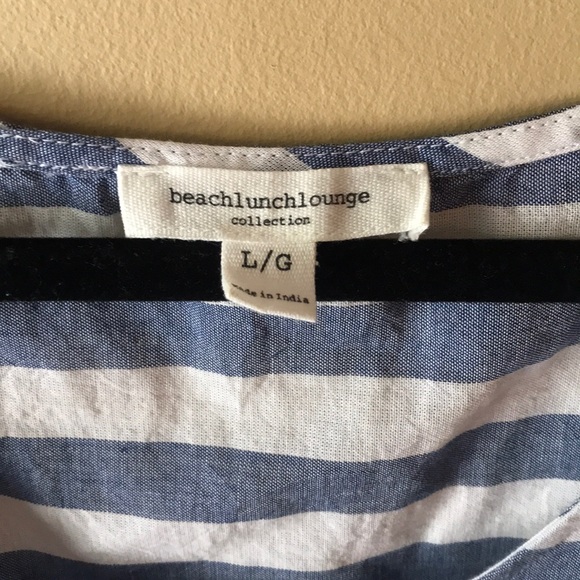 beachlunchlounge
collection
L/G
made in India